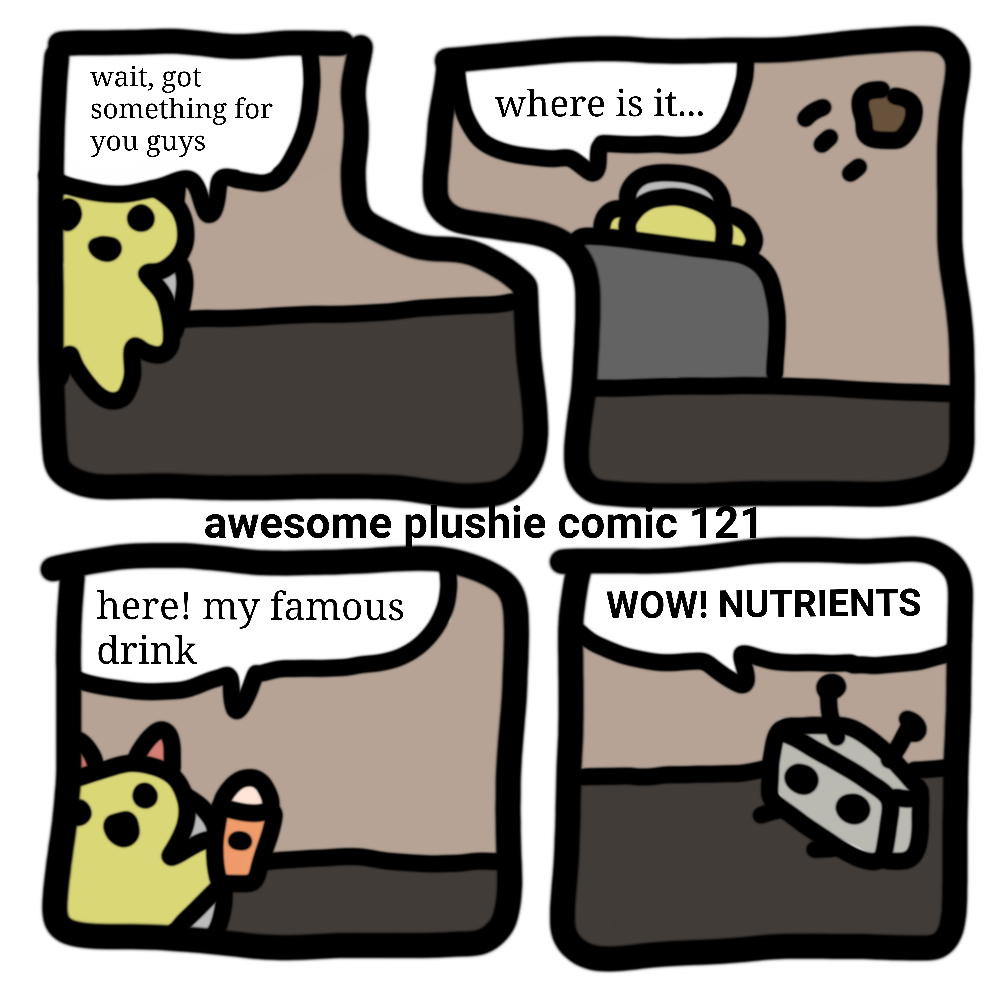 wait, got
something for
you guys
where is it...
awesome plushie comic 121
here! my famous
drink
WOW! NUTRIENTS